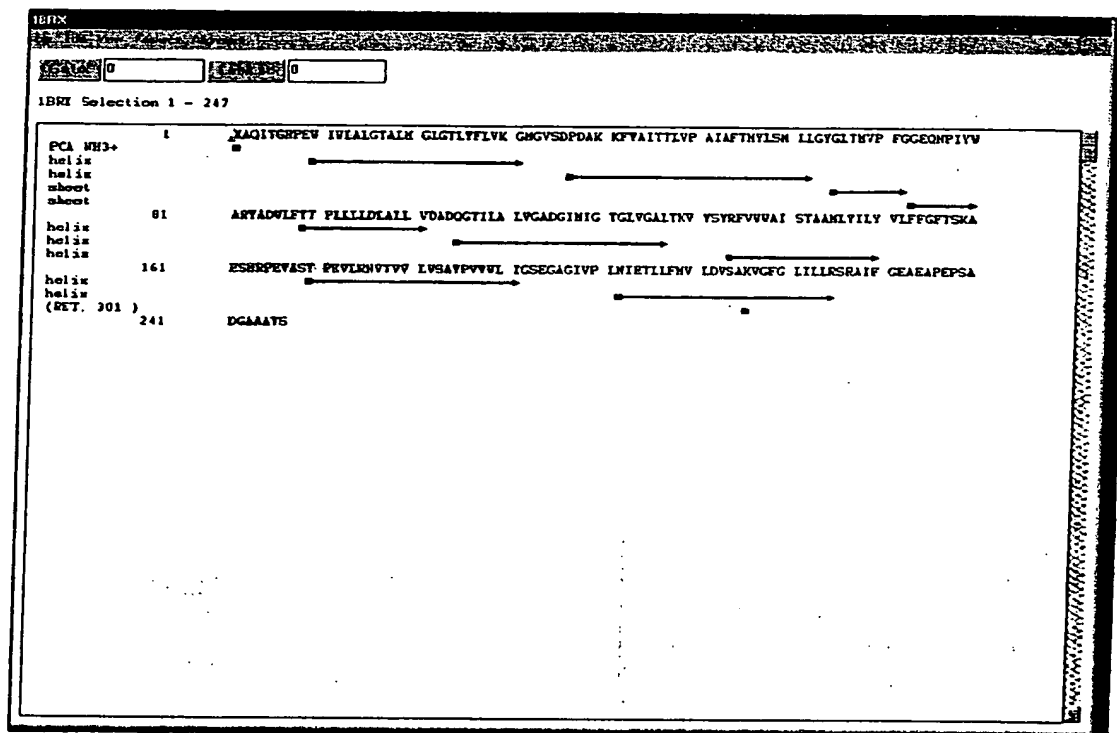 1BRX
0 0
1BRX Selection 1 - 247
1 XAQITGRPEW IWLALGTALM GLGTLYFLVK GMGVSDPDAK KFYAITTLVP AIAFTMYLSM LLGYGLTMVP FGGEQNPIYW
PCA NH3+
helix
helix
sheet
sheet
81 ARYADWLFTT PLLLLDLALL VDADQGTILA LVGADGIMIG TGLVGALTKV YSYRFVWWAI STAAMLYILY VLFFGFTSKA
helix
helix
helix
161 ESMRPEVAST FKVLRNVTVV LWSAYPVVWL IGSEGAGIVP LNIETLLFMV LDVSAKVGFG LILLRSRAIF GEAEAPEPSA
helix
helix
(RET. 301 )
241 DGAAATS